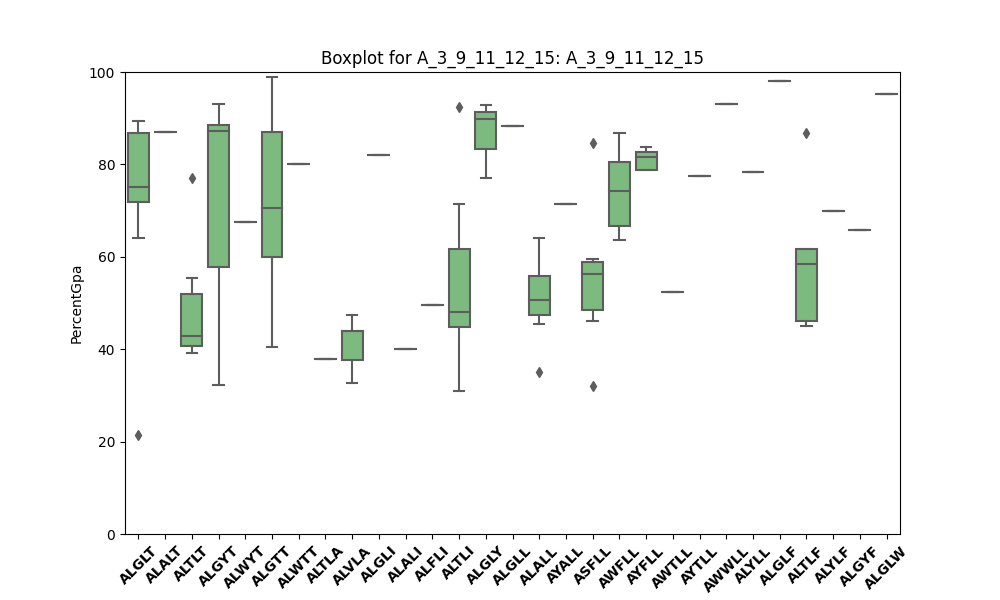 Boxplot for A_3_9_11_12_15: A_3_9_11_12_15
PercentGpa
100
80
60
40
20
0
ALGLT
ALALT
ALTLT
ALGYT
ALWYT
ALGTT
ALWTT
ALTLA
ALVLA
ALGLI
ALALI
ALFLI
ALTLI
ALGLY
ALGLL
ALALL
AYALL
ASFLL
AWFLL
AYFLL
AWTLL
AYTLL
AWWLL
ALYLL
ALGLF
ALTLF
ALYLF
ALGYF
ALGLW